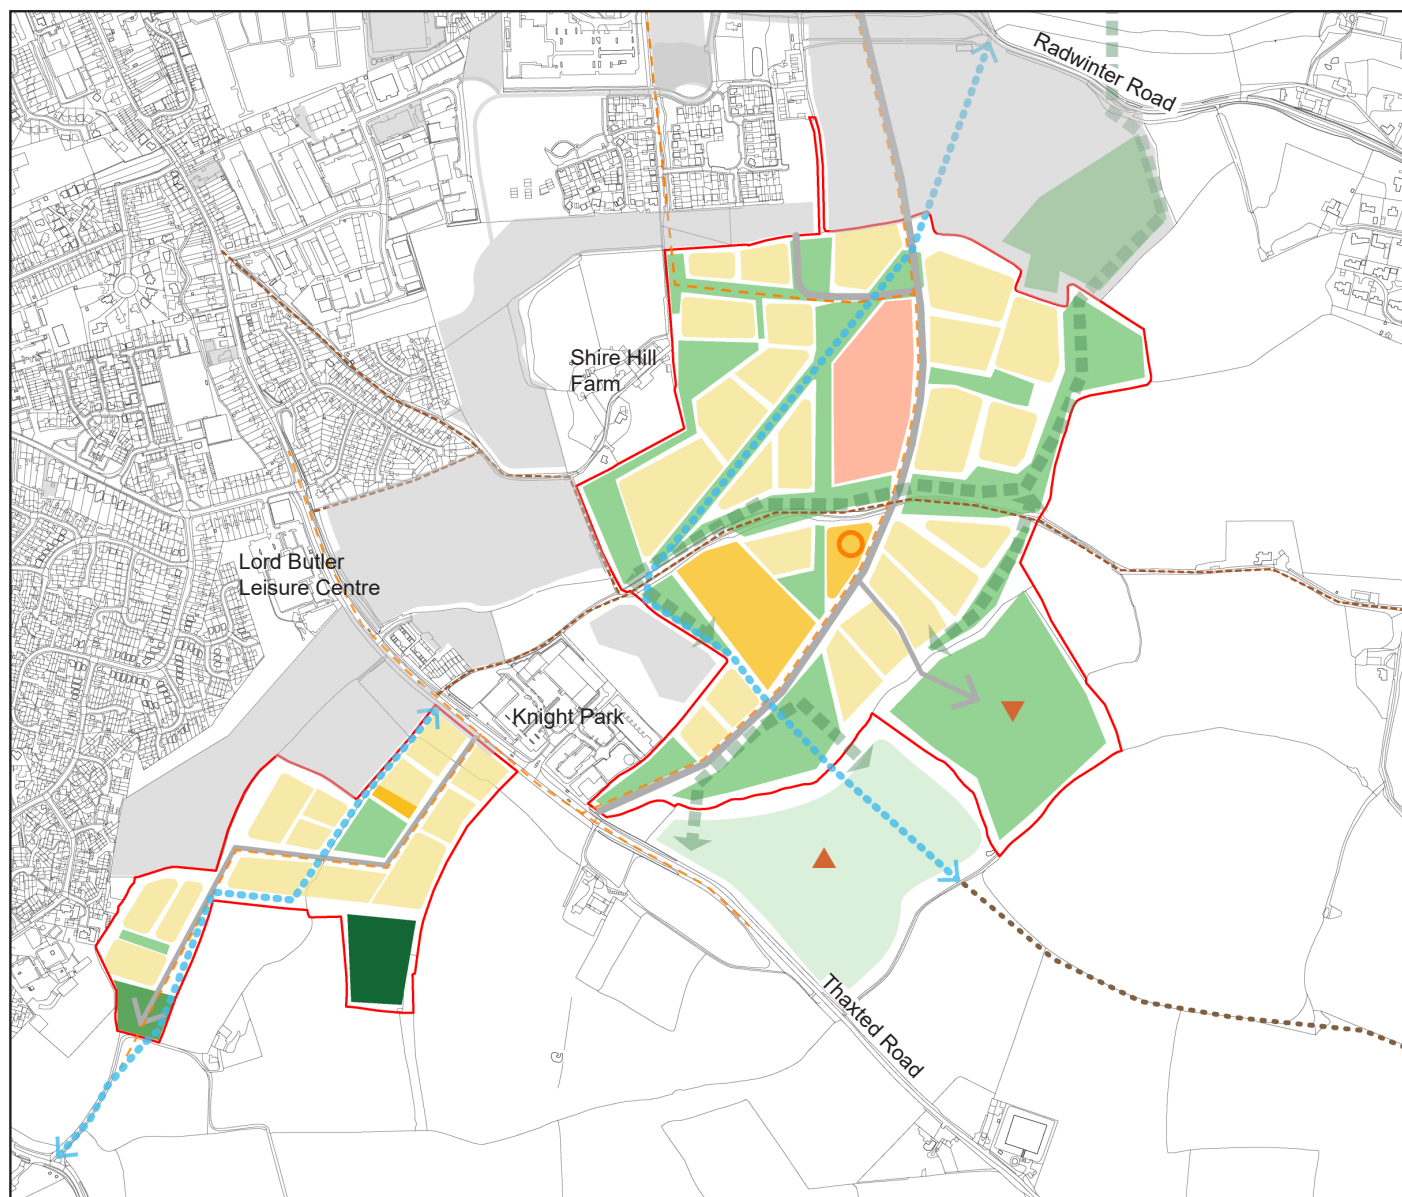 Radwinter Road
Shire Hill
Farm
Lord Butler
Leisure Centre
Knight Park
Thaxted Road